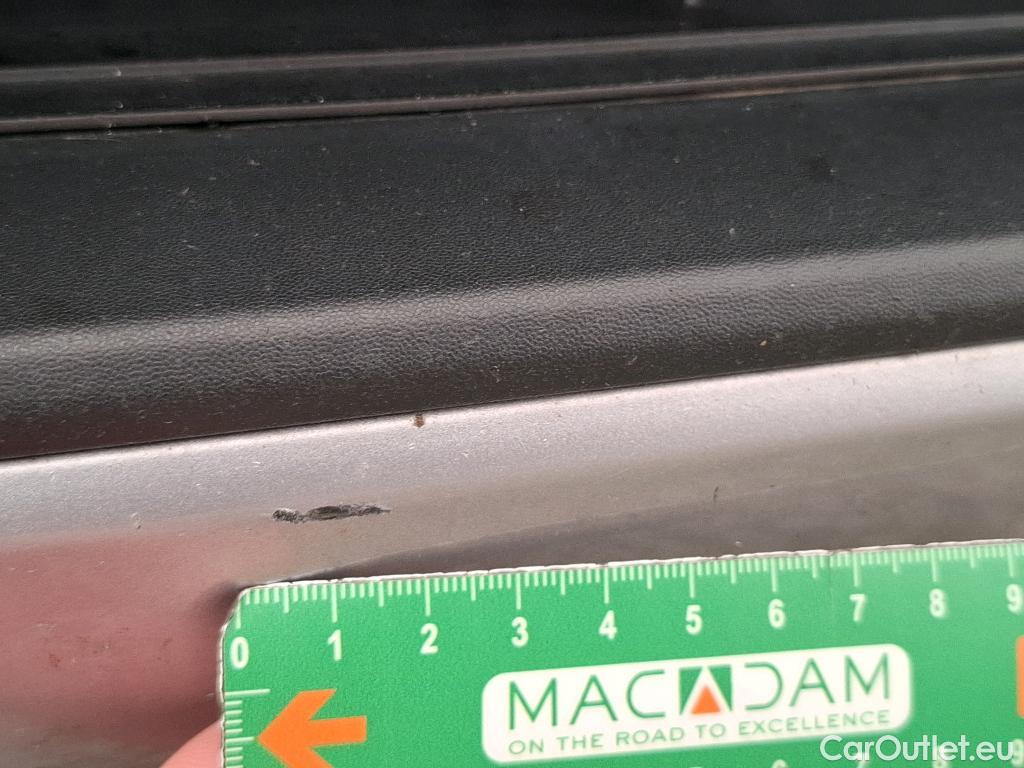 0 1 2 3 4 5 6 7 8 9
MACADAM
ON THE ROAD TO EXCELLENCE
CarOutlet.eu